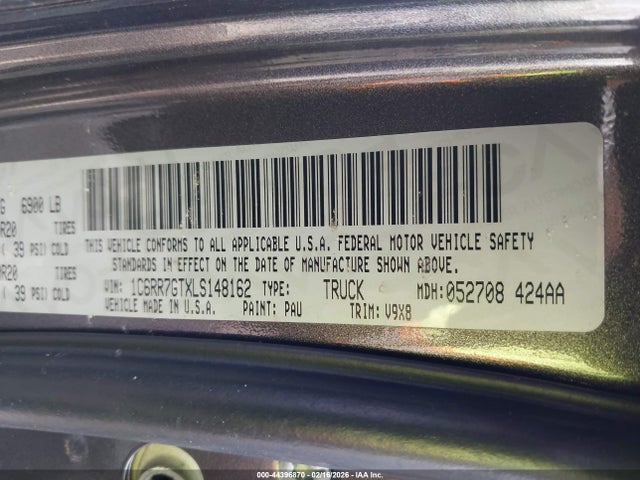 G 6900 LB
R20 TIRES
( 39 PSI) COLD
R20 TIRES
( 39 PSI) COLD
THIS VEHICLE CONFORMS TO ALL APPLICABLE U.S.A. FEDERAL MOTOR VEHICLE SAFETY
STANDARDS IN EFFECT ON THE DATE OF MANUFACTURE SHOWN ABOVE.
VIN: 1C6RR7GTXLS148162 TYPE: TRUCK MDH: 052708 424AA
VEHICLE MADE IN U.S.A. PAINT: PAU TRIM: V9X8
00-44396870 - 02/16/2026 - © IAA Inc.